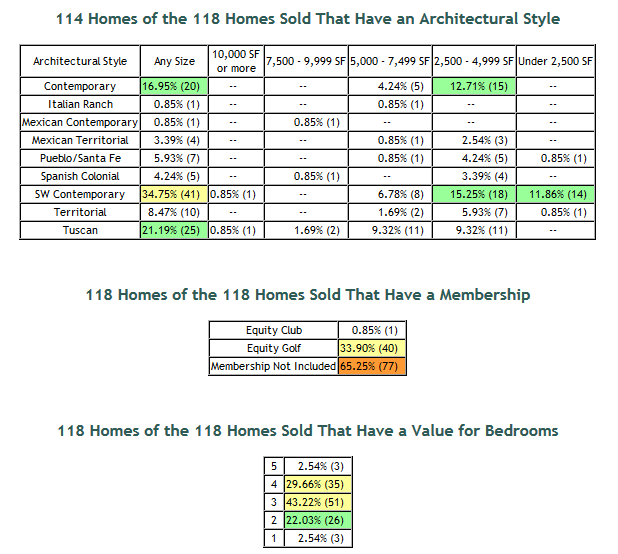 114 Homes of the 118 Homes Sold That Have an Architectural Style
Architectural Style Any Size 10,000 SF or more 7,500 - 9,999 SF 5,000 - 7,499 SF 2,500 - 4,999 SF Under 2,500 SF
Contemporary 16.95% (20) -- -- 4.24% (5) 12.71% (15) --
Italian Ranch 0.85% (1) -- -- 0.85% (1) -- --
Mexican Contemporary 0.85% (1) -- 0.85% (1) -- -- --
Mexican Territorial 3.39% (4) -- -- 0.85% (1) 2.54% (3) --
Pueblo/Santa Fe 5.93% (7) -- -- 0.85% (1) 4.24% (5) 0.85% (1)
Spanish Colonial 4.24% (5) -- 0.85% (1) -- 3.39% (4) --
SW Contemporary 34.75% (41) 0.85% (1) -- 6.78% (8) 15.25% (18) 11.86% (14)
Territorial 8.47% (10) -- -- 1.69% (2) 5.93% (7) 0.85% (1)
Tuscan 21.19% (25) 0.85% (1) 1.69% (2) 9.32% (11) 9.32% (11) --
118 Homes of the 118 Homes Sold That Have a Membership
Equity Club 0.85% (1)
Equity Golf 33.90% (40)
Membership Not Included 65.25% (77)
118 Homes of the 118 Homes Sold That Have a Value for Bedrooms
5 2.54% (3)
4 29.66% (35)
3 43.22% (51)
2 22.03% (26)
1 2.54% (3)